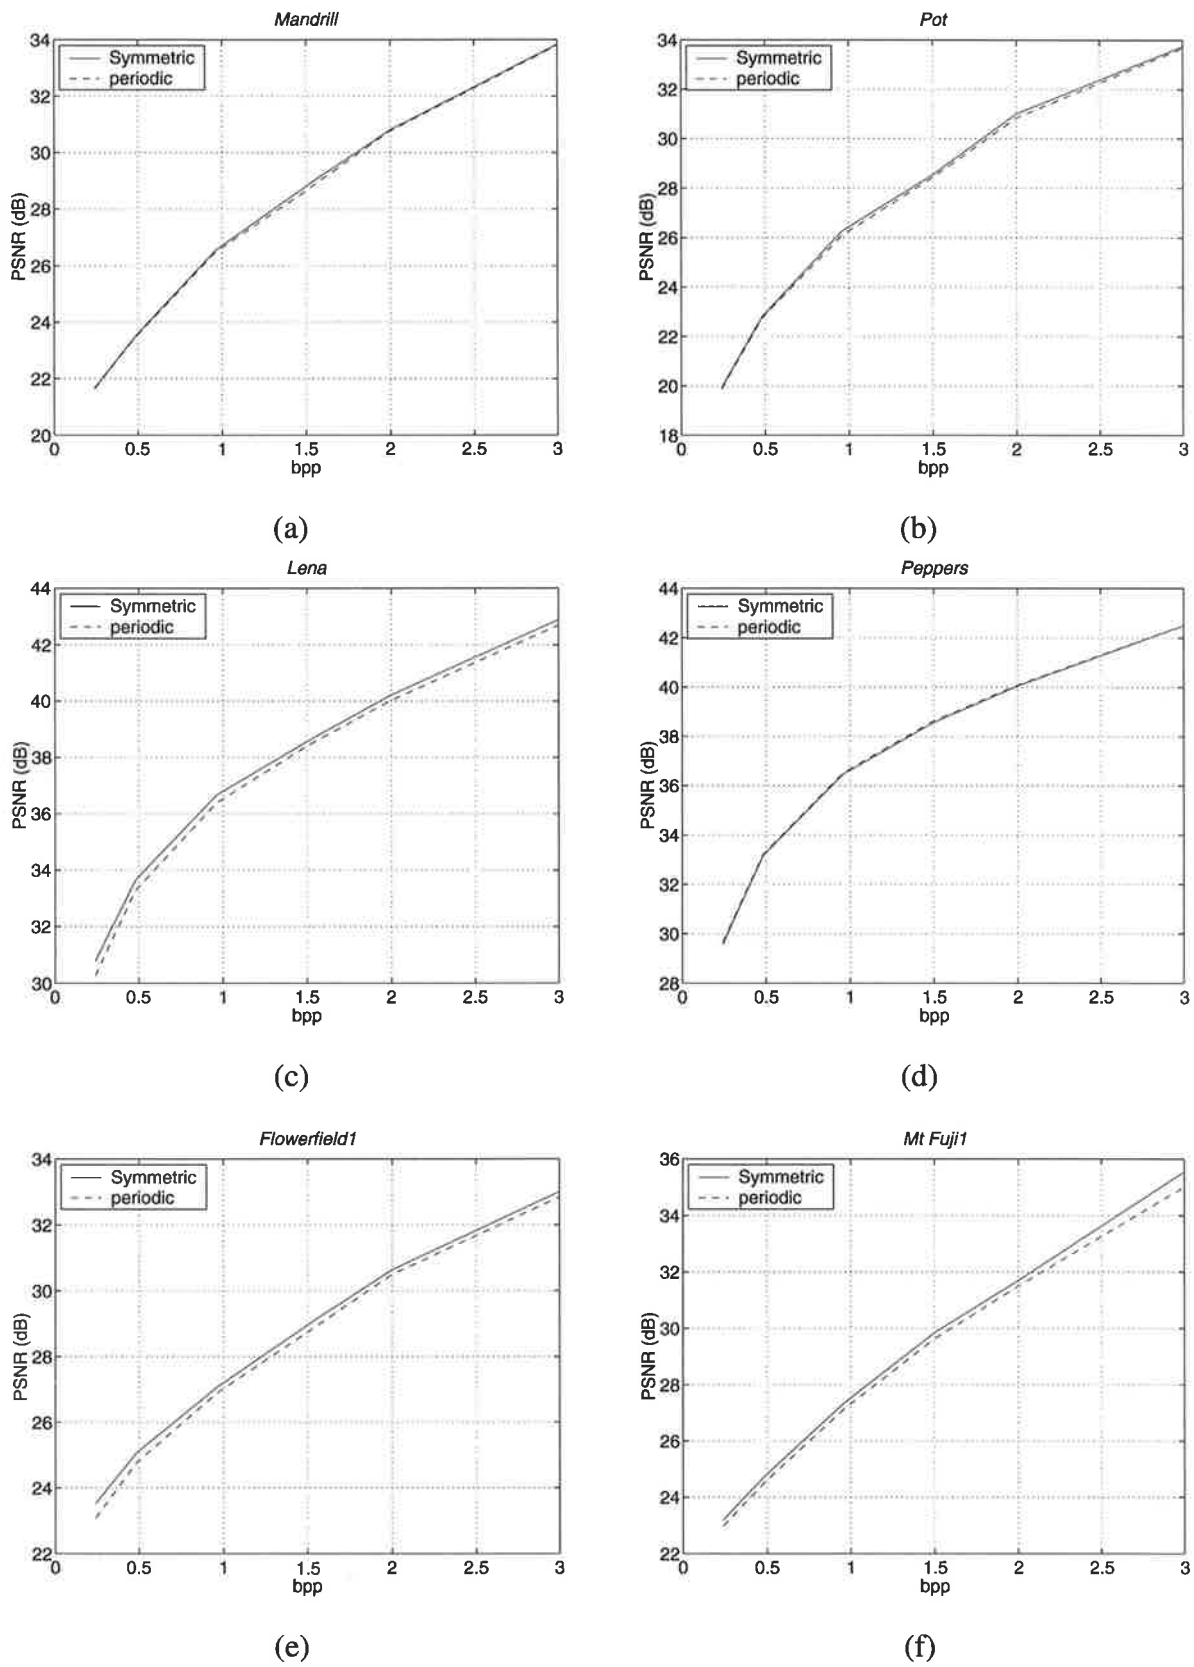 Mandrill
34
32
30
28
26
24
22
20
PSNR (dB)
Symmetric
periodic
0 0.5 1 1.5 2 2.5 3
bpp
(a)
Pot
34
32
30
28
26
24
22
20
18
PSNR (dB)
Symmetric
periodic
0 0.5 1 1.5 2 2.5 3
bpp
(b)
Lena
44
42
40
38
36
34
32
30
PSNR (dB)
Symmetric
periodic
0 0.5 1 1.5 2 2.5 3
bpp
(c)
Peppers
44
42
40
38
36
34
32
30
28
PSNR (dB)
Symmetric
periodic
0 0.5 1 1.5 2 2.5 3
bpp
(d)
Flowerfield1
34
32
30
28
26
24
22
PSNR (dB)
Symmetric
periodic
0 0.5 1 1.5 2 2.5 3
bpp
(e)
Mt Fuji1
36
34
32
30
28
26
24
22
PSNR (dB)
Symmetric
periodic
0 0.5 1 1.5 2 2.5 3
bpp
(f)